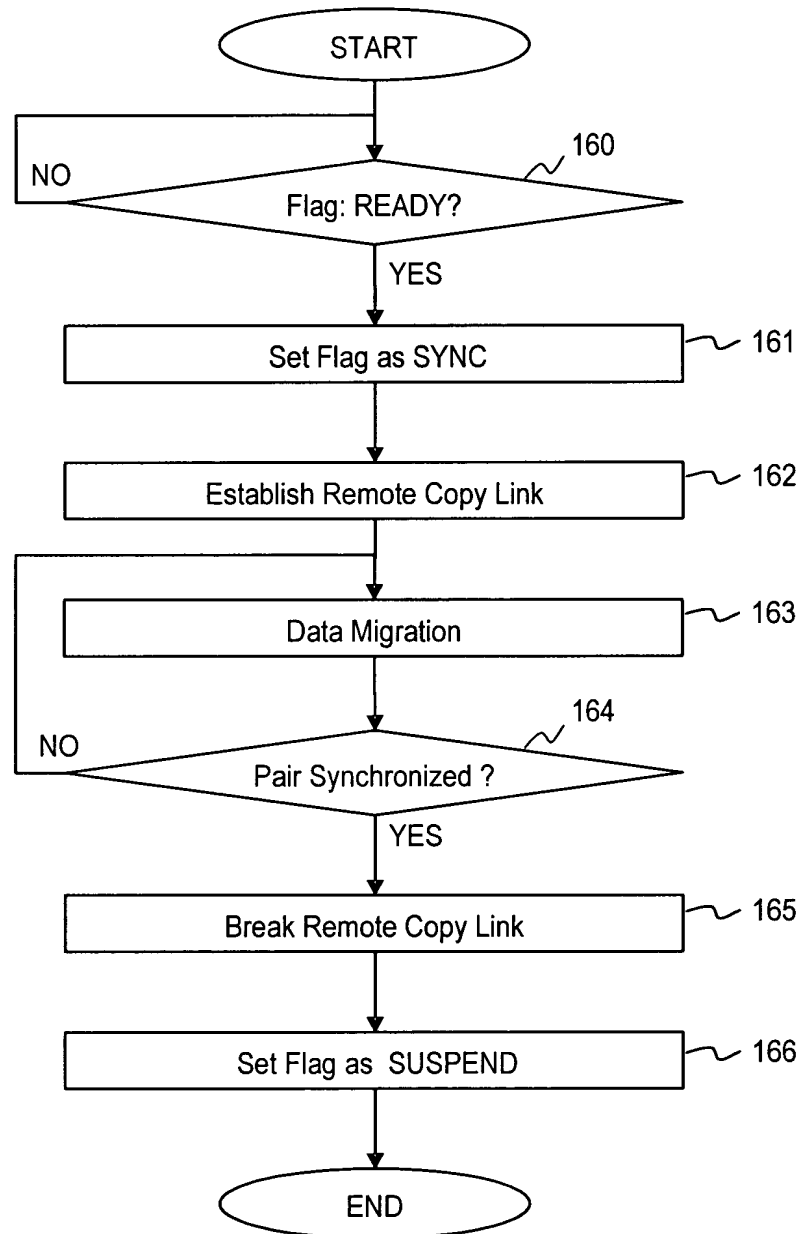 START
160
NO
Flag: READY?
YES
Set Flag as SYNC
161
Establish Remote Copy Link
162
Data Migration
163
164
NO
Pair Synchronized ?
YES
Break Remote Copy Link
165
Set Flag as SUSPEND
166
END